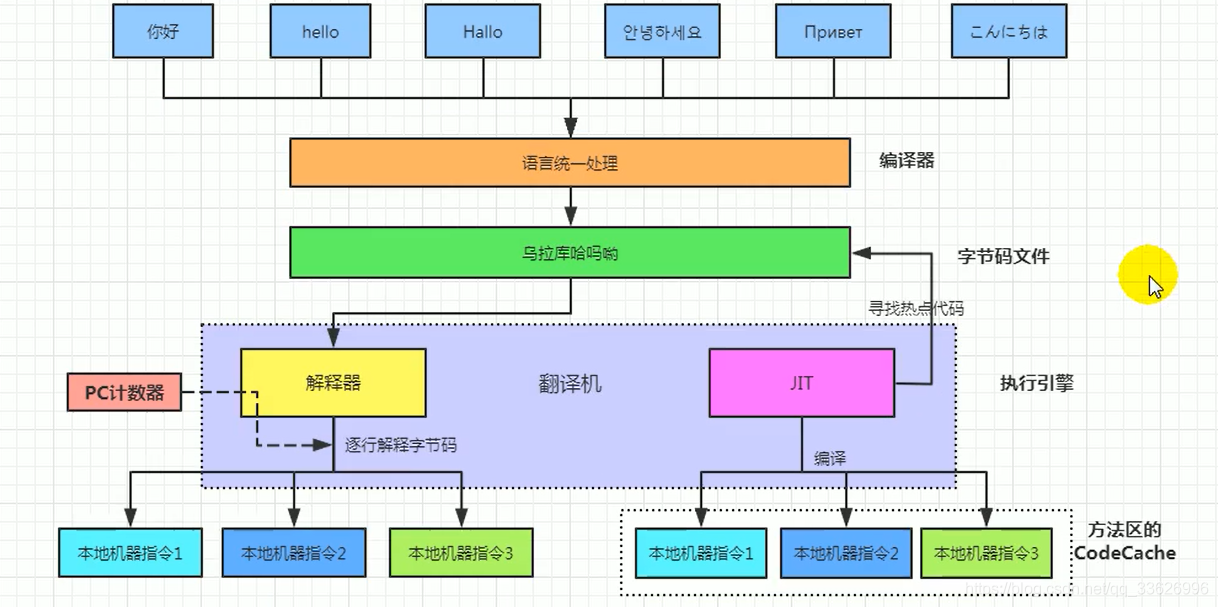 你好
hello
Hallo
안녕하세요
Привет
こんにちは
语言统一处理
编译器
乌拉库哈吗呦
字节码文件
寻找热点代码
PC计数器
解释器
翻译机
JIT
执行引擎
逐行解释字节码
编译
本地机器指令1
本地机器指令2
本地机器指令3
本地机器指令1
本地机器指令2
本地机器指令3
方法区的
CodeCache
https://blog.csdn.net/qq_33626996